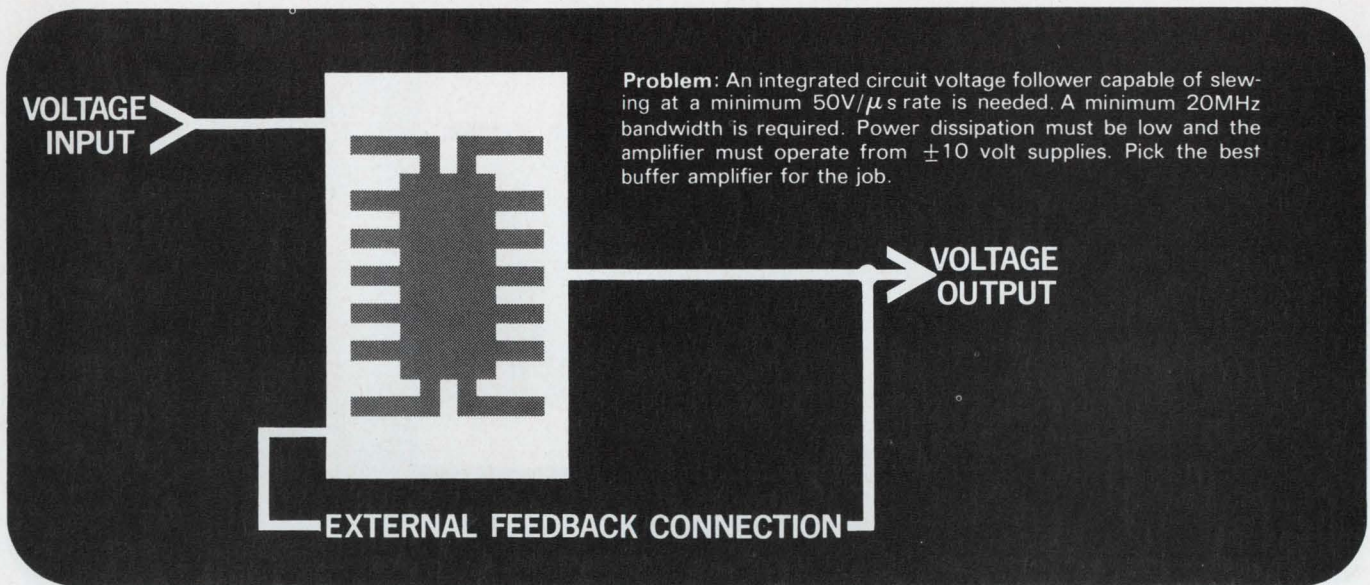 Problem: An integrated circuit voltage follower capable of slew-
ing at a minimum 50V/μs rate is needed. A minimum 20MHz
bandwidth is required. Power dissipation must be low and the
amplifier must operate from ±10 volt supplies. Pick the best
buffer amplifier for the job.
VOLTAGE
INPUT
VOLTAGE
OUTPUT
EXTERNAL FEEDBACK CONNECTION